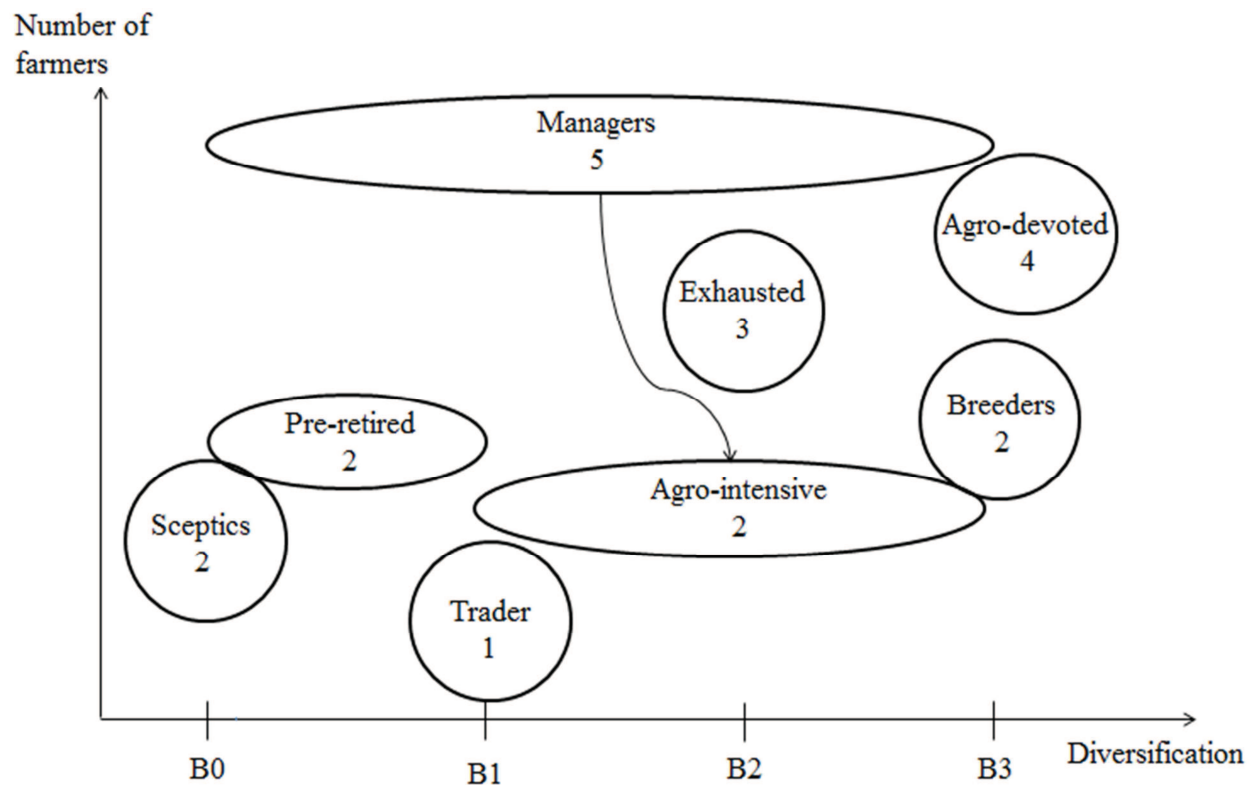 Number of
farmers
Managers
5
Agro-devoted
4
Exhausted
3
Breeders
2
Pre-retired
2
Agro-intensive
2
Sceptics
2
Trader
1
B0
B1
B2
B3
Diversification